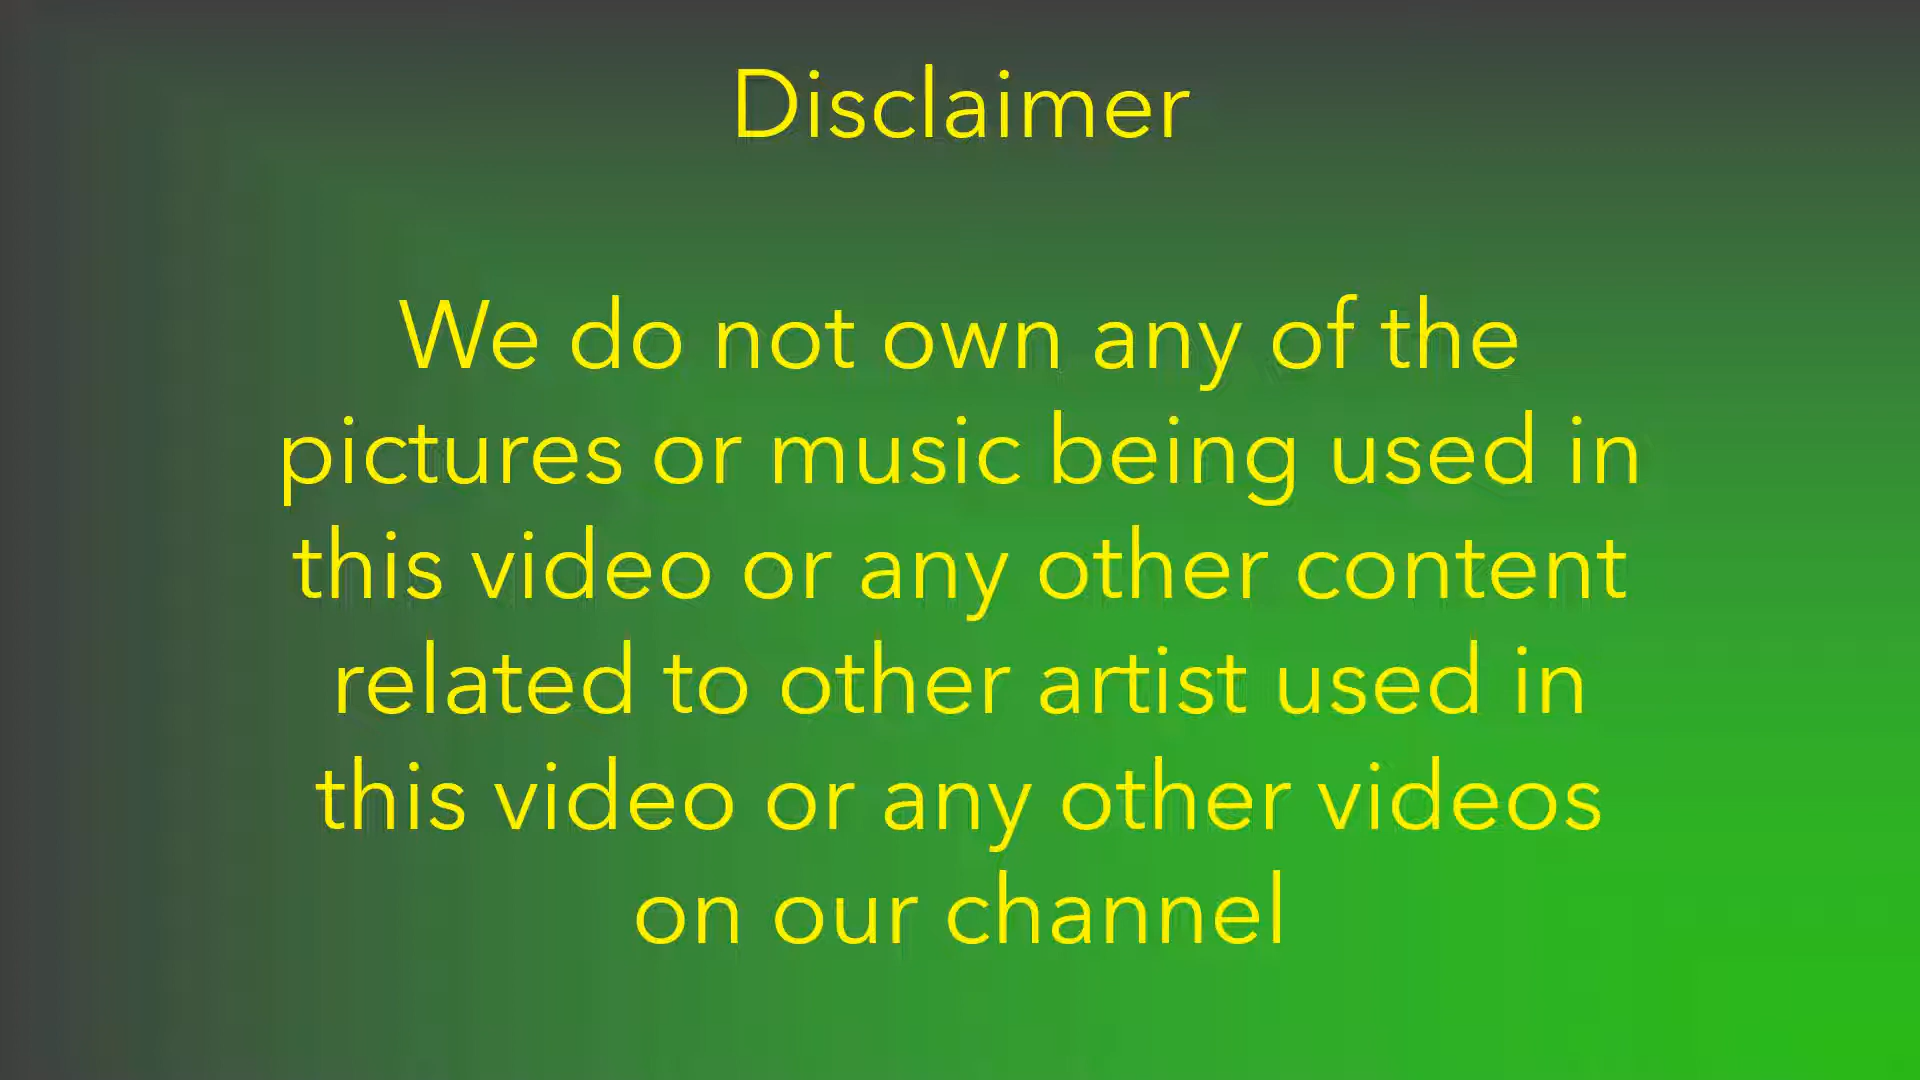 Disclaimer
We do not own any of the
pictures or music being used in
this video or any other content
related to other artist used in
this video or any other videos
on our channel